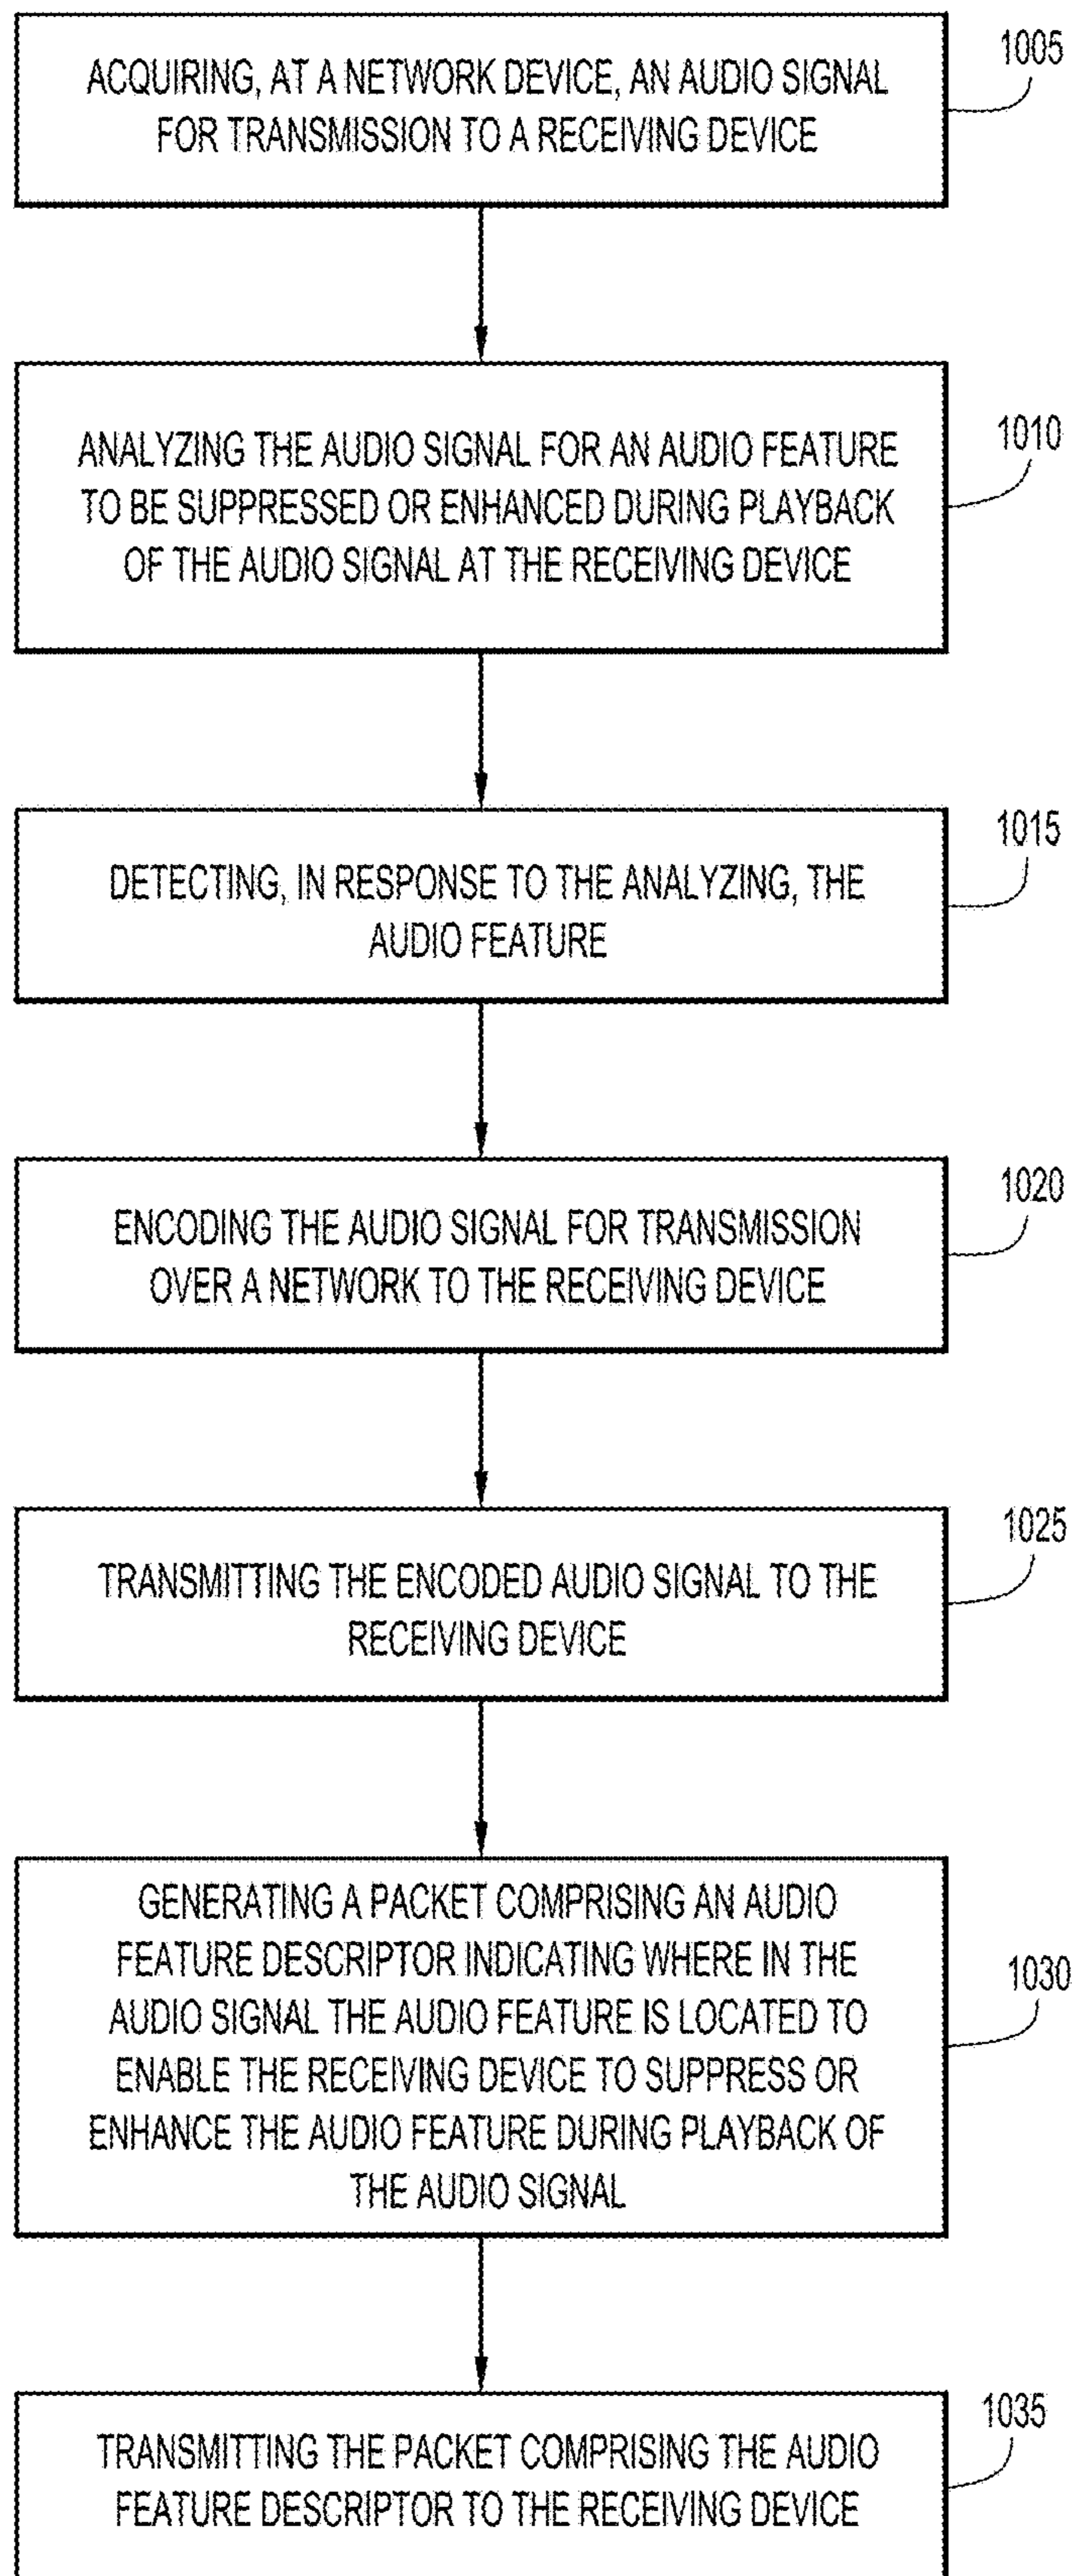 1005
ACQUIRING, AT A NETWORK DEVICE, AN AUDIO SIGNAL
FOR TRANSMISSION TO A RECEIVING DEVICE
1010
ANALYZING THE AUDIO SIGNAL FOR AN AUDIO FEATURE
TO BE SUPPRESSED OR ENHANCED DURING PLAYBACK
OF THE AUDIO SIGNAL AT THE RECEIVING DEVICE
1015
DETECTING, IN RESPONSE TO THE ANALYZING, THE
AUDIO FEATURE
1020
ENCODING THE AUDIO SIGNAL FOR TRANSMISSION
OVER A NETWORK TO THE RECEIVING DEVICE
1025
TRANSMITTING THE ENCODED AUDIO SIGNAL TO THE
RECEIVING DEVICE
1030
GENERATING A PACKET COMPRISING AN AUDIO
FEATURE DESCRIPTOR INDICATING WHERE IN THE
AUDIO SIGNAL THE AUDIO FEATURE IS LOCATED TO
ENABLE THE RECEIVING DEVICE TO SUPPRESS OR
ENHANCE THE AUDIO FEATURE DURING PLAYBACK OF
THE AUDIO SIGNAL
1035
TRANSMITTING THE PACKET COMPRISING THE AUDIO
FEATURE DESCRIPTOR TO THE RECEIVING DEVICE